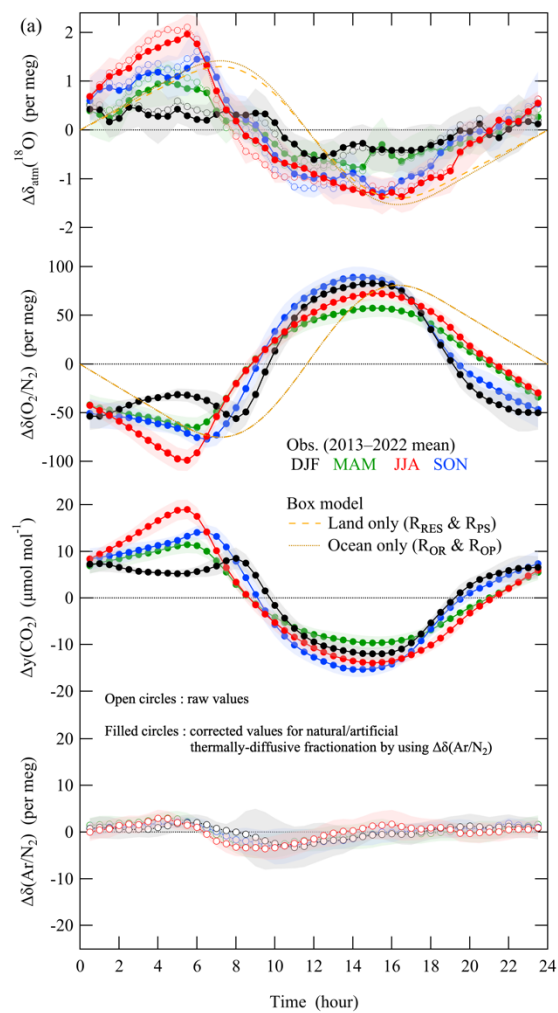 (a)
Δδatm(18O) (per meg)
2
1
0
-1
-2
Δδ(O2/N2) (per meg)
100
50
0
-50
-100
Obs. (2013–2022 mean)
DJF MAM JJA SON
Box model
Land only (RRES & RPS)
Ocean only (ROR & ROP)
Δy(CO2) (μmol mol−1)
20
10
0
-10
-20
Open circles : raw values
Filled circles : corrected values for natural/artificial
thermally-diffusive fractionation by using Δδ(Ar/N2)
Δδ(Ar/N2) (per meg)
20
10
0
-10
-20
0 2 4 6 8 10 12 14 16 18 20 22 24
Time (hour)